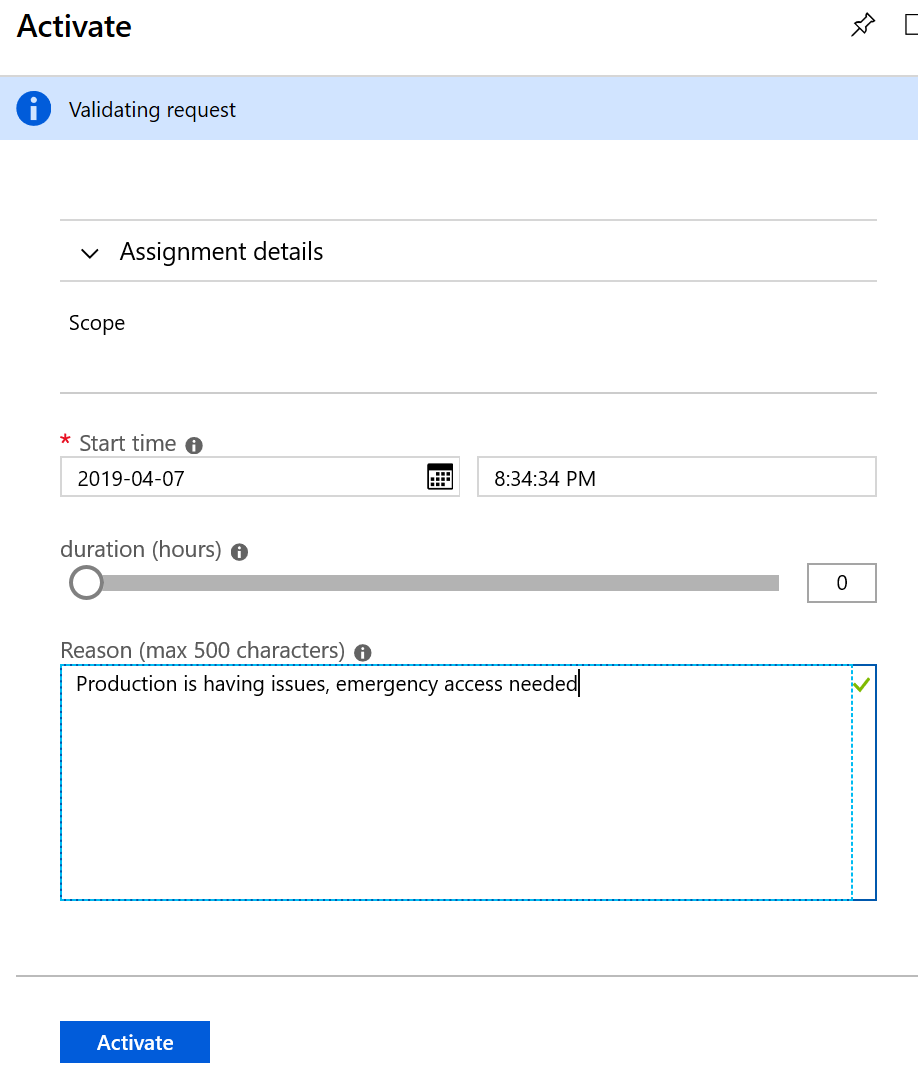 Activate
Validating request
Assignment details
Scope
* Start time
2019-04-07
8:34:34 PM
duration (hours)
0
Reason (max 500 characters)
Production is having issues, emergency access needed
Activate